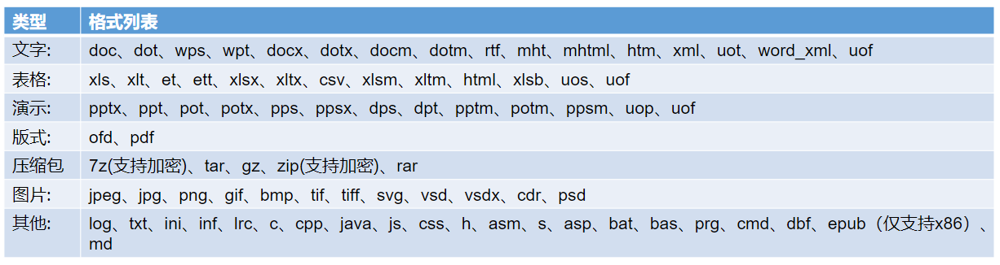 类型 格式列表
文字: doc、dot、wps、wpt、docx、dotx、docm、dotm、rtf、mht、mhtml、htm、xml、uot、word_xml、uof
表格: xls、xlt、et、ett、xlsx、xltx、csv、xlsm、xltm、html、xlsb、uos、uof
演示: pptx、ppt、pot、potx、pps、ppsx、dps、dpt、pptm、potm、ppsm、uop、uof
版式: ofd、pdf
压缩包 7z(支持加密)、tar、gz、zip(支持加密)、rar
图片: jpeg、jpg、png、gif、bmp、tif、tiff、svg、vsd、vsdx、cdr、psd
其他: log、txt、ini、inf、lrc、c、cpp、java、js、css、h、asm、s、asp、bat、bas、prg、cmd、dbf、epub（仅支持x86）、
md